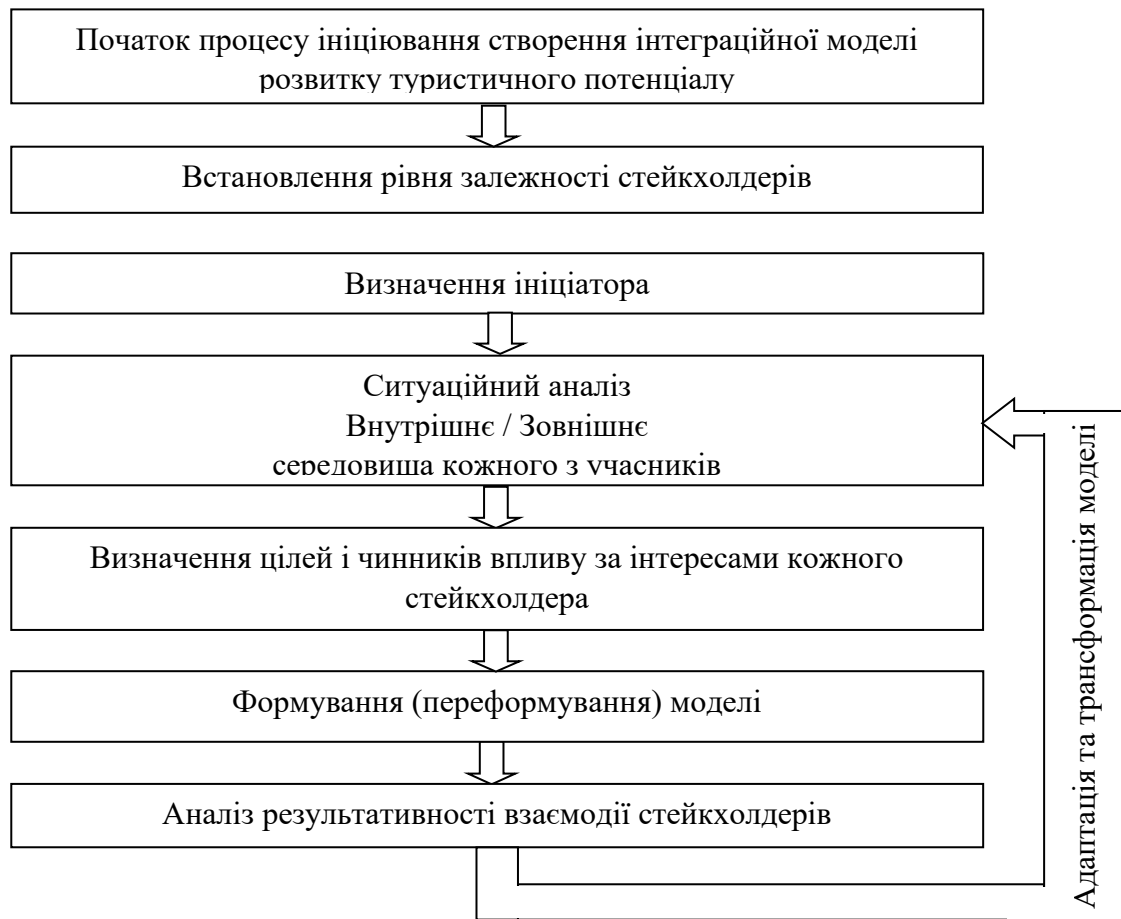 Початок процесу ініціювання створення інтеграційної моделі
розвитку туристичного потенціалу
Встановлення рівня залежності стейкхолдерів
Визначення ініціатора
Ситуаційний аналіз
Внутрішнє / Зовнішнє
середовища кожного з учасників
Визначення цілей і чинників впливу за інтересами кожного
стейкхолдера
Формування (переформування) моделі
Аналіз результативності взаємодії стейкхолдерів
Адаптація та трансформація моделі